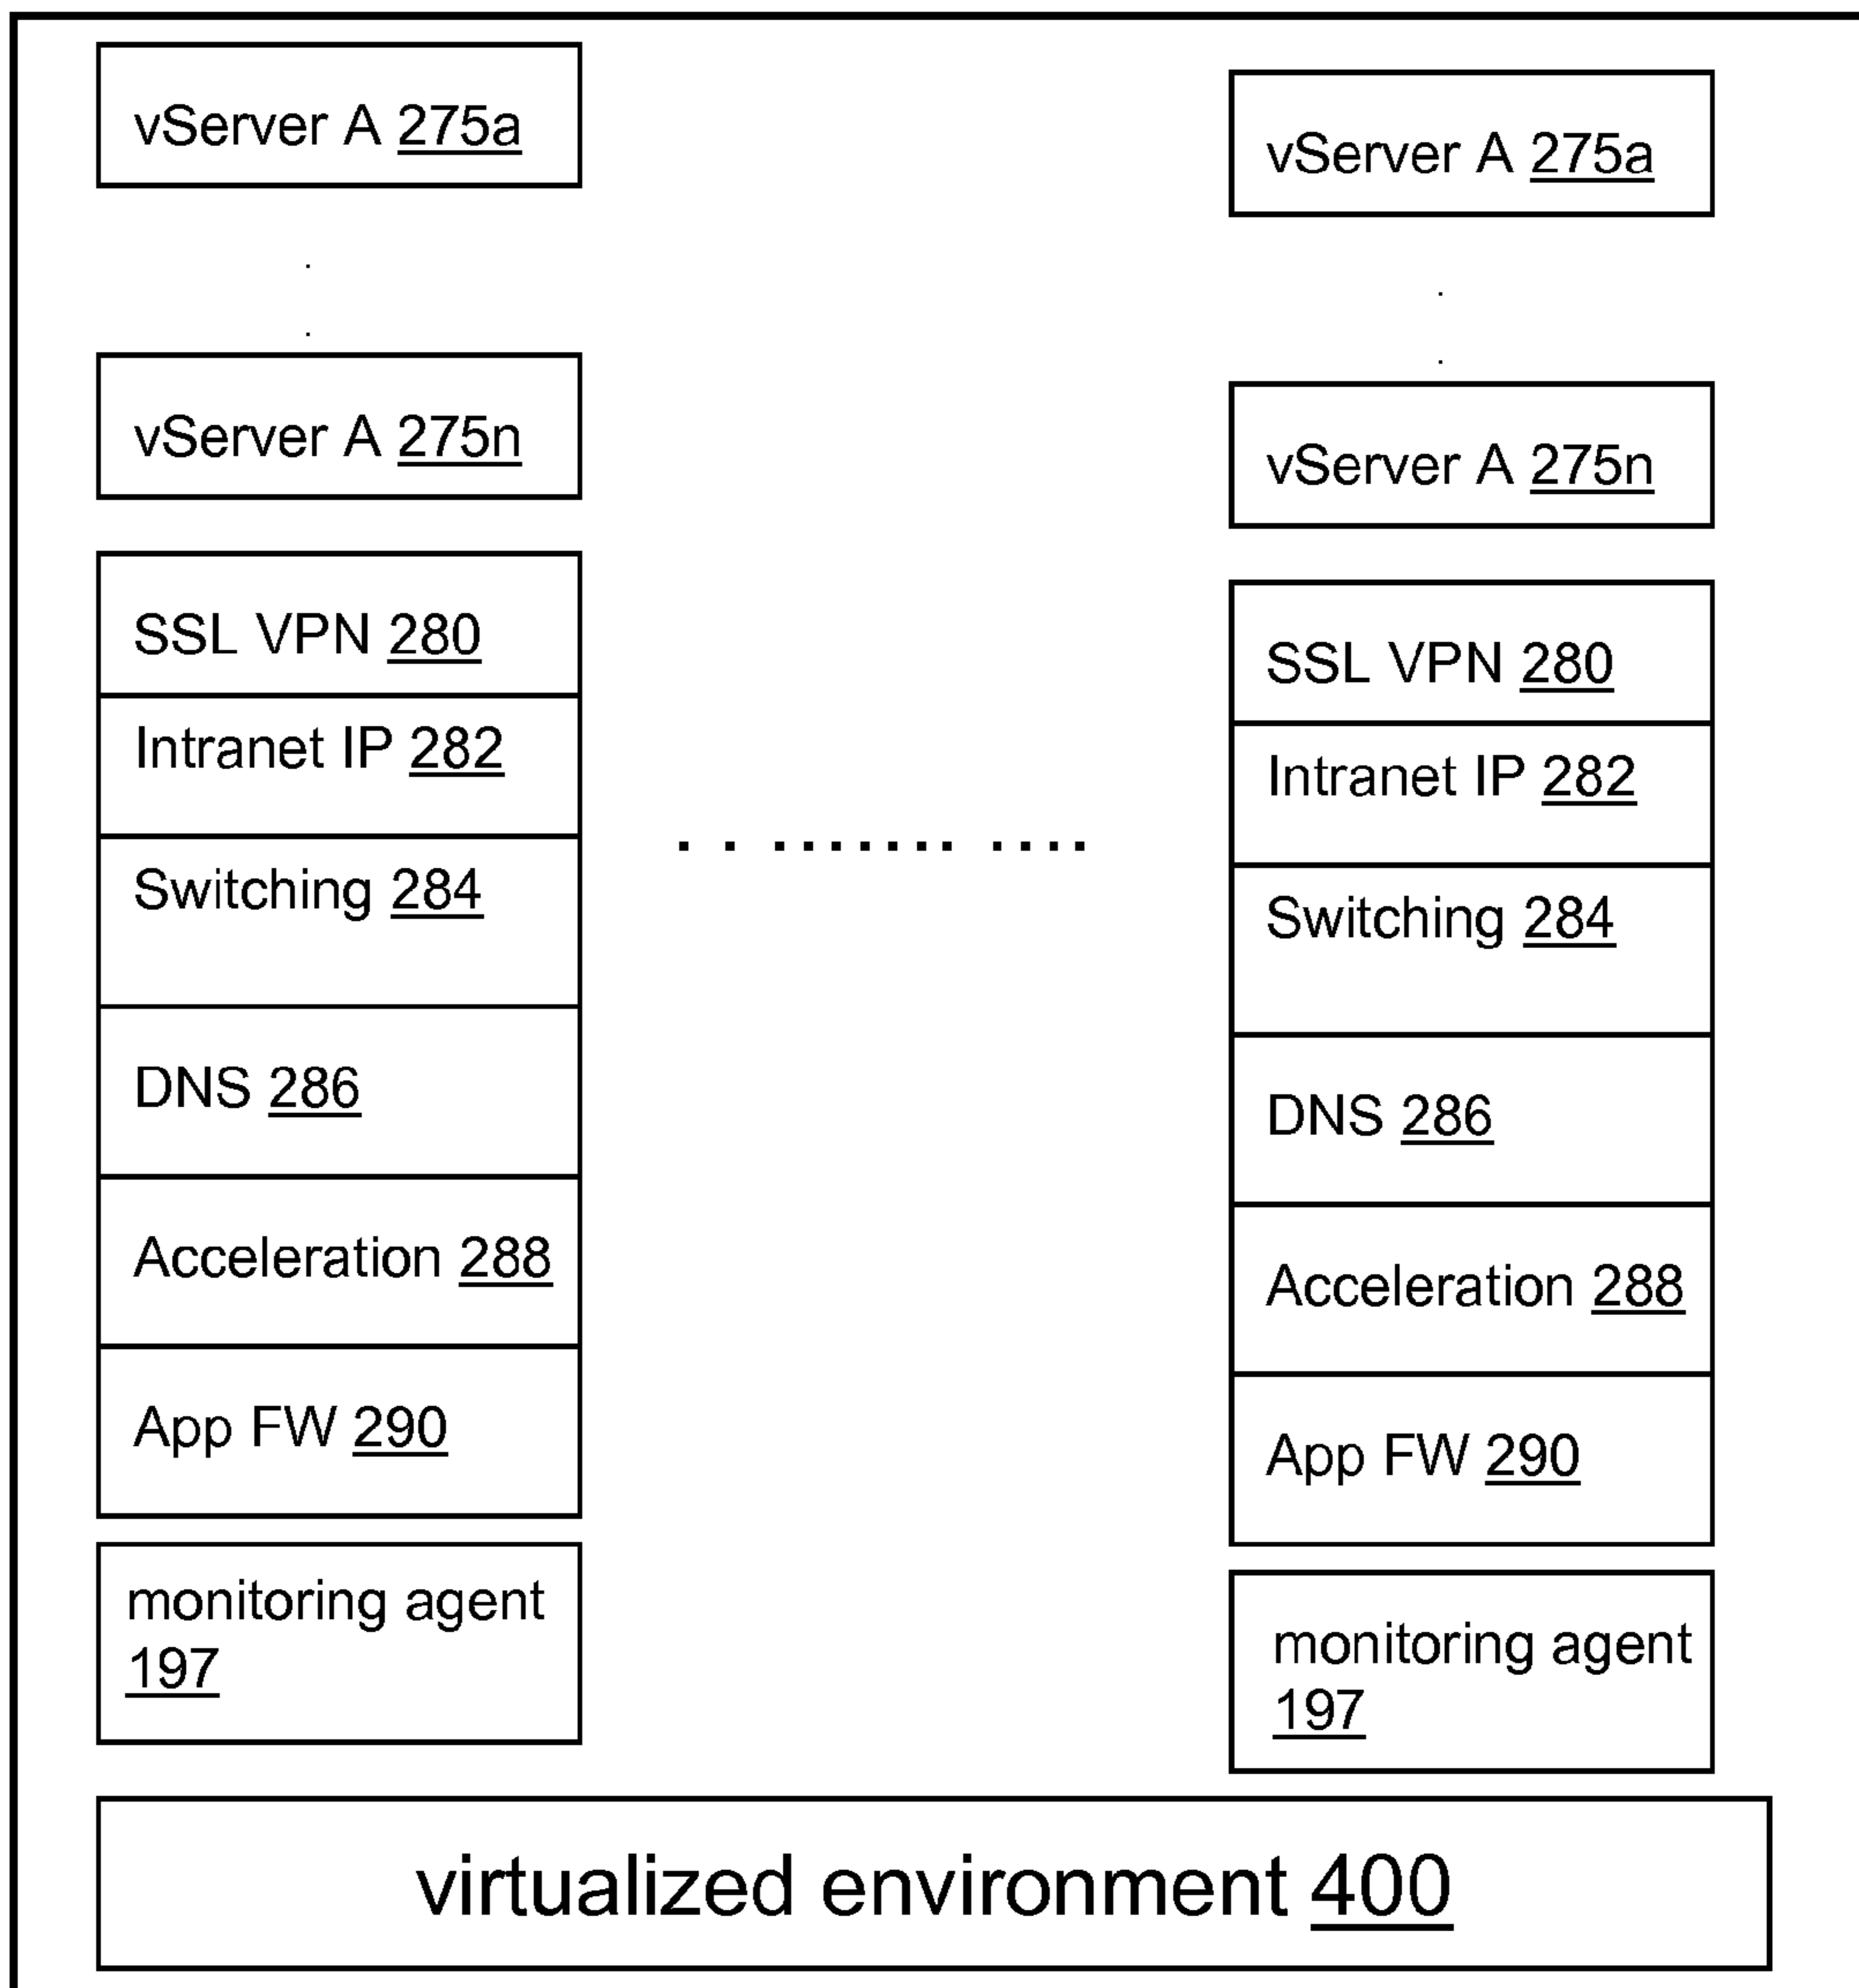 vServer A 275a
vServer A 275n
SSL VPN 280
Intranet IP 282
Switching 284
DNS 286
Acceleration 288
App FW 290
monitoring agent
197
vServer A 275a
vServer A 275n
SSL VPN 280
Intranet IP 282
Switching 284
DNS 286
Acceleration 288
App FW 290
monitoring agent
197
virtualized environment 400